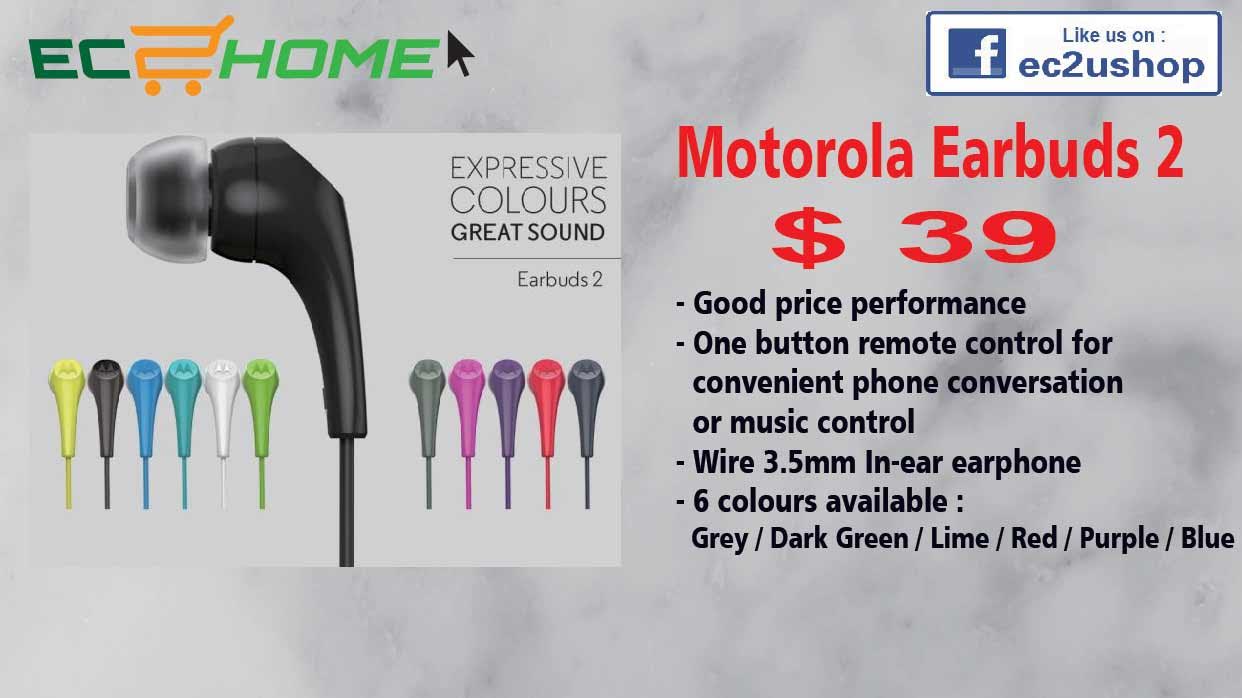 EC2HOME
Like us on :
f ec2ushop
EXPRESSIVE
COLOURS
GREAT SOUND
Earbuds 2
Motorola Earbuds 2
$ 39
- Good price performance
- One button remote control for
convenient phone conversation
or music control
- Wire 3.5mm In-ear earphone
- 6 colours available :
Grey / Dark Green / Lime / Red / Purple / Blue